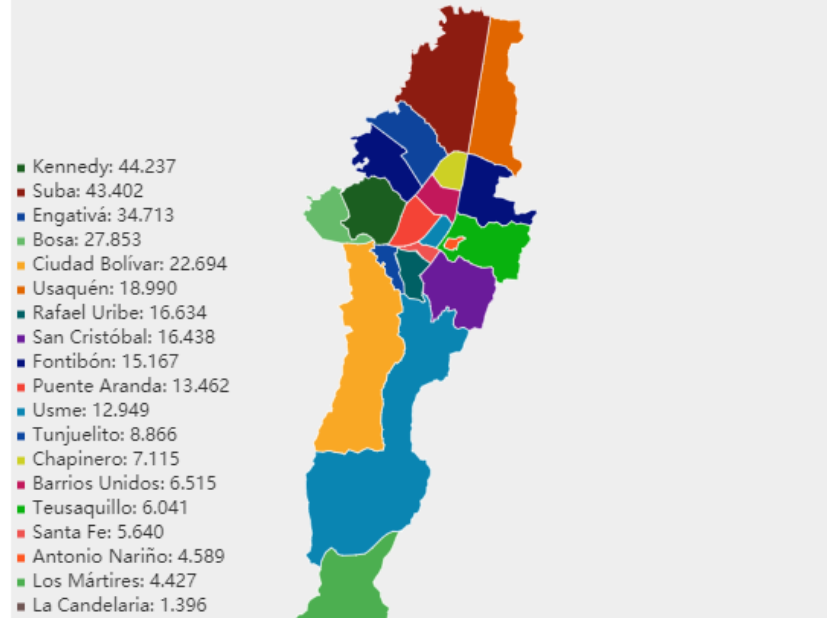 Kennedy: 44.237
Suba: 43.402
Engativá: 34.713
Bosa: 27.853
Ciudad Bolívar: 22.694
Usaquén: 18.990
Rafael Uribe: 16.634
San Cristóbal: 16.438
Fontibón: 15.167
Puente Aranda: 13.462
Usme: 12.949
Tunjuelito: 8.866
Chapinero: 7.115
Barrios Unidos: 6.515
Teusaquillo: 6.041
Santa Fe: 5.640
Antonio Nariño: 4.589
Los Mártires: 4.427
La Candelaria: 1.396